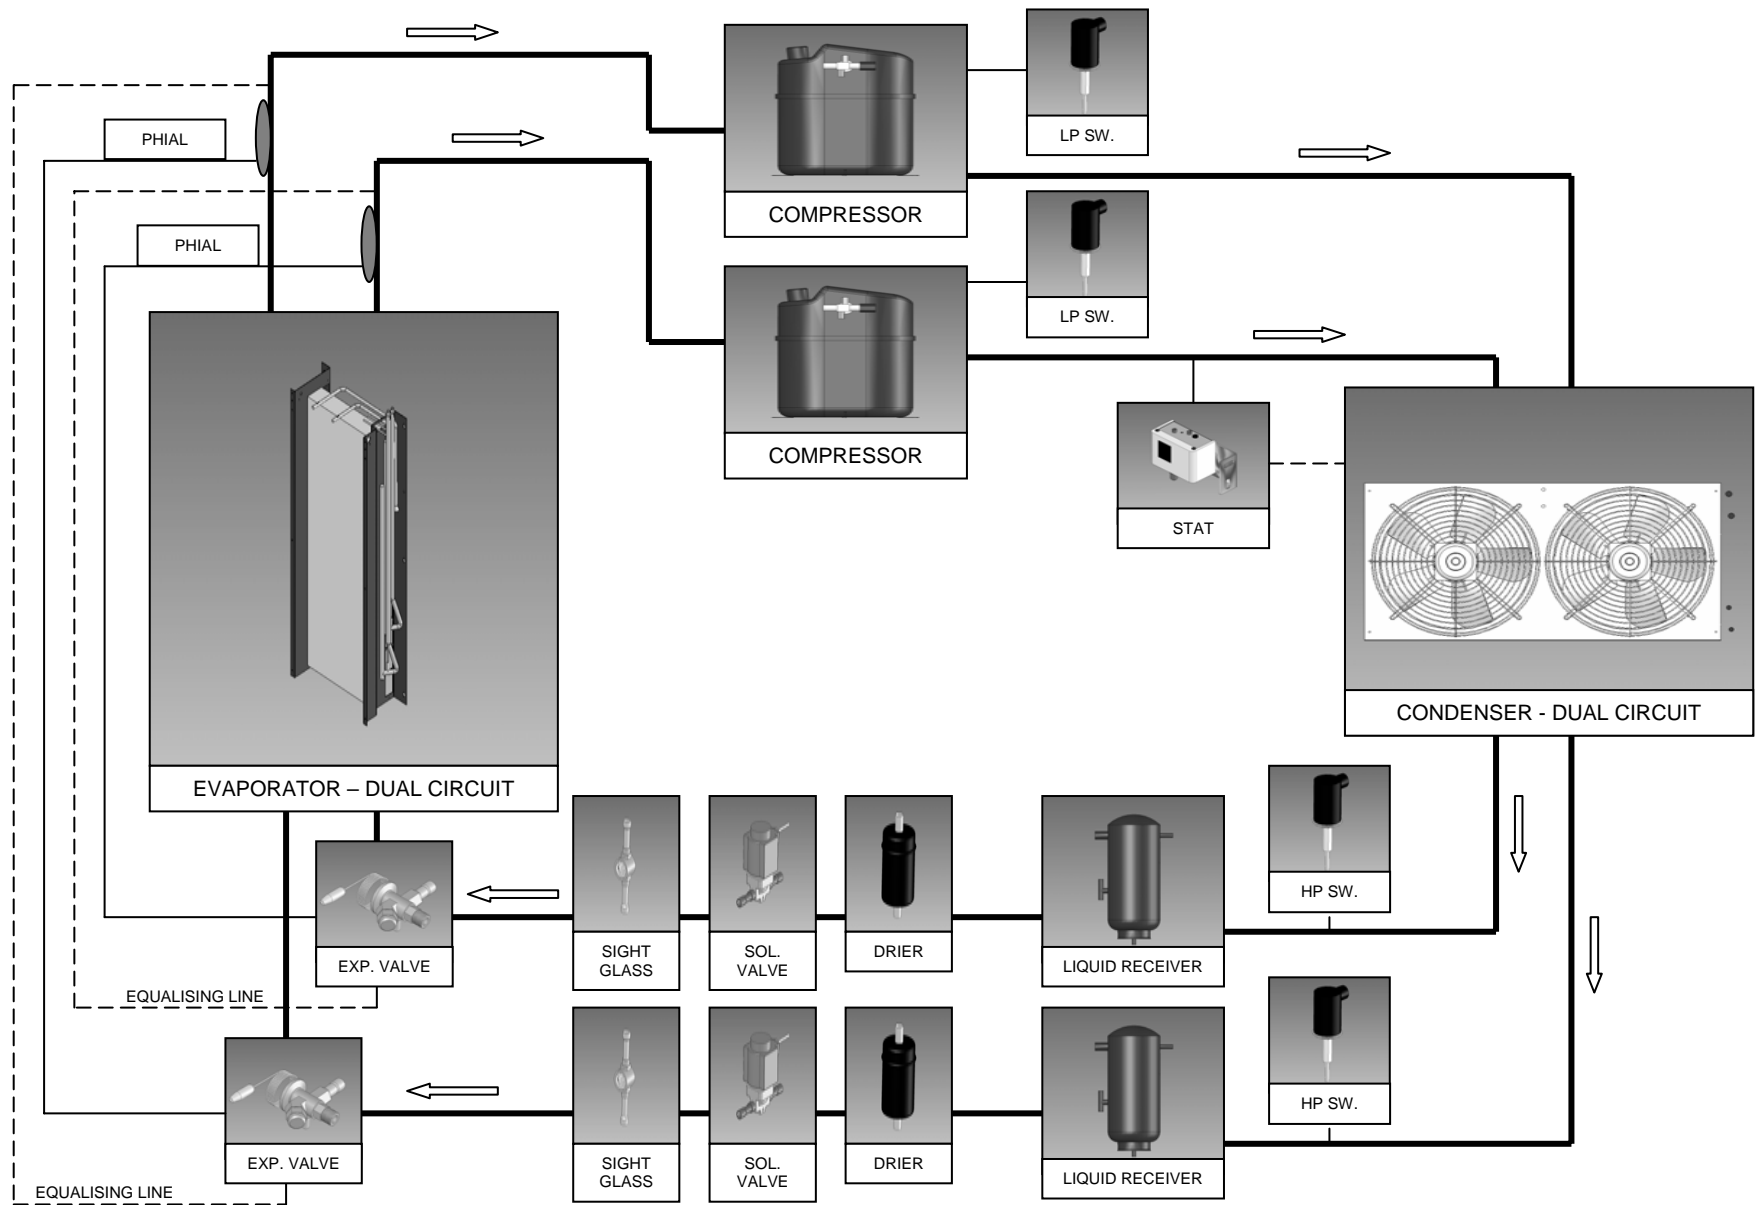 LP SW.
PHIAL
COMPRESSOR
PHIAL
LP SW.
COMPRESSOR
STAT
CONDENSER - DUAL CIRCUIT
EVAPORATOR – DUAL CIRCUIT
HP SW.
EXP. VALVE
SIGHT
GLASS
SOL.
VALVE
DRIER
LIQUID RECEIVER
EQUALISING LINE
HP SW.
EXP. VALVE
SIGHT
GLASS
SOL.
VALVE
DRIER
LIQUID RECEIVER
EQUALISING LINE